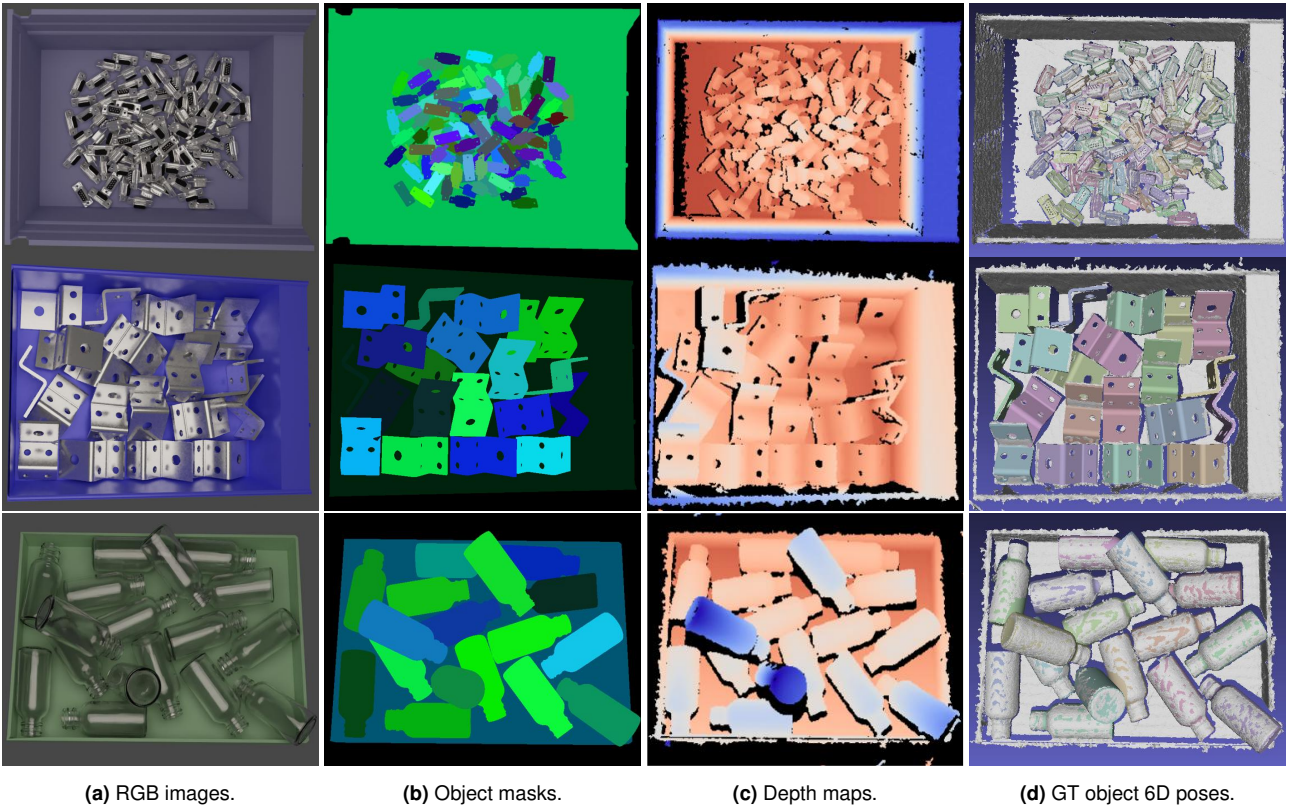 (a) RGB images.
(b) Object masks.
(c) Depth maps.
(d) GT object 6D poses.